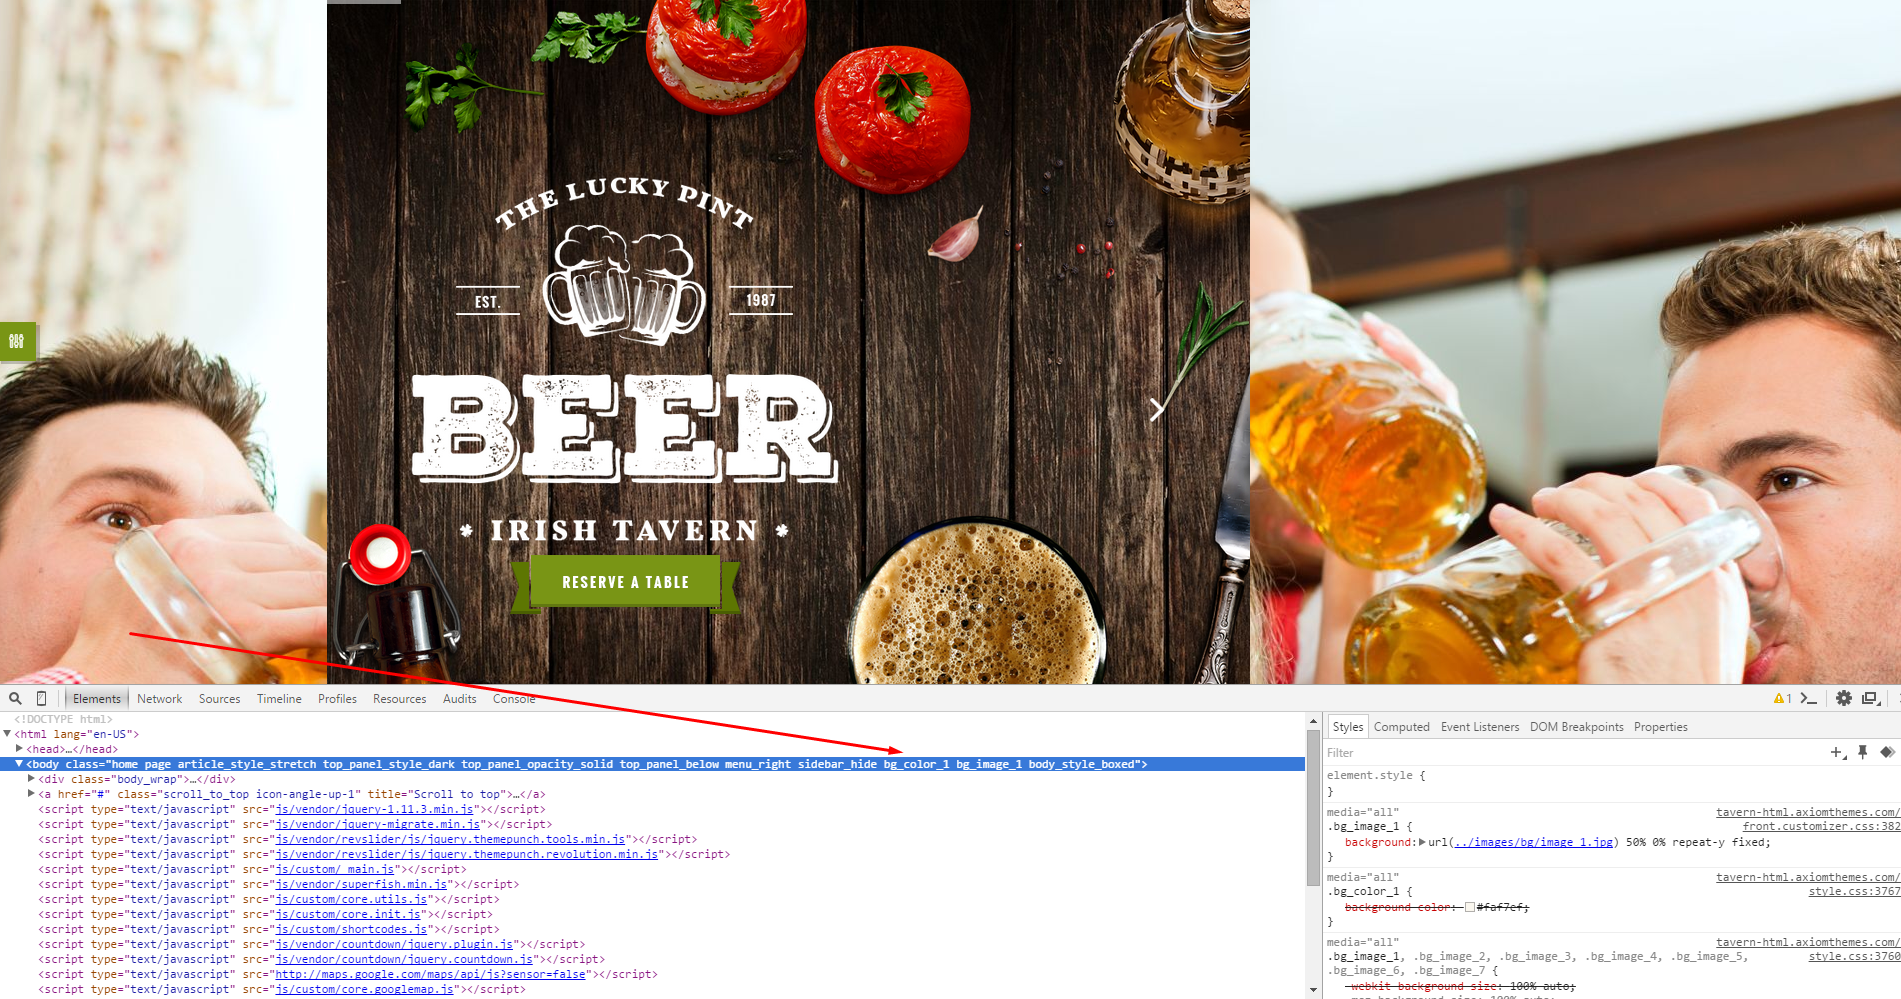 THE LUCKY PINT
EST.
1987
BEER
IRISH TAVERN
RESERVE A TABLE
Elements Network Sources Timeline Profiles Resources Audits Console
1
<!DOCTYPE html>
<html lang="en-US">
<head>…</head>
<body class="home page article_style_stretch top_panel_style_dark top_panel_opacity_solid top_panel_below menu_right sidebar_hide bg_color_1 bg_image_1 body_style_boxed">
<div class="body_wrap">…</div>
<a href="#" class="scroll_to_top icon-angle-up-1" title="Scroll to top">…</a>
<script type="text/javascript" src="js/vendor/jquery-1.11.3.min.js"></script>
<script type="text/javascript" src="js/vendor/jquery-migrate.min.js"></script>
<script type="text/javascript" src="js/vendor/revslider/js/jquery.themepunch.tools.min.js"></script>
<script type="text/javascript" src="js/vendor/revslider/js/jquery.themepunch.revolution.min.js"></script>
<script type="text/javascript" src="js/custom/_main.js"></script>
<script type="text/javascript" src="js/vendor/superfish.min.js"></script>
<script type="text/javascript" src="js/custom/core.utils.js"></script>
<script type="text/javascript" src="js/custom/core.init.js"></script>
<script type="text/javascript" src="js/custom/shortcodes.js"></script>
<script type="text/javascript" src="js/vendor/countdown/jquery.plugin.js"></script>
<script type="text/javascript" src="js/vendor/countdown/jquery.countdown.js"></script>
<script type="text/javascript" src="http://maps.google.com/maps/api/js?sensor=false"></script>
<script type="text/javascript" src="js/custom/core.googlemap.js"></script>
Styles Computed Event Listeners DOM Breakpoints Properties
Filter
element.style {
}
media="all" tavern-html.axiomthemes.com/
.bg_image_1 { front.customizer.css:382
background: url(../images/bg/image_1.jpg) 50% 0% repeat-y fixed;
}
media="all" tavern-html.axiomthemes.com/
.bg_color_1 { style.css:3767
background-color: #faf7ef;
}
media="all" tavern-html.axiomthemes.com/
.bg_image_1, .bg_image_2, .bg_image_3, .bg_image_4, .bg_image_5, style.css:3760
.bg_image_6, .bg_image_7 {
-webkit-background-size: 100% auto;
-moz-background-size: 100% auto;